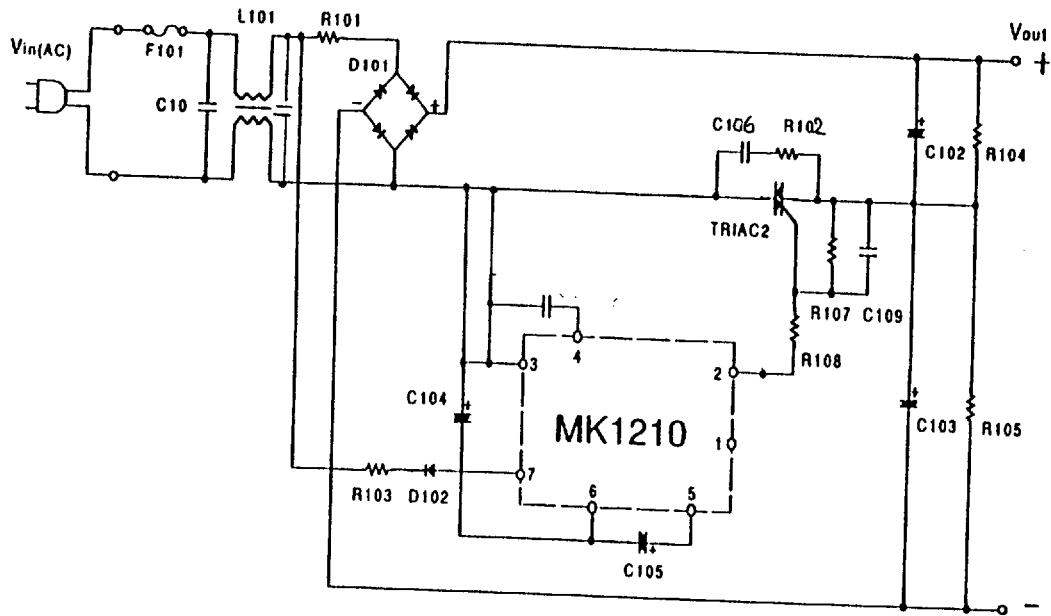 L101
R101
Vin(AC)
F101
D101
Vout
+
-
+
C10
C106
R102
+
C102
R104
TRIAC2
R107
C109
R108
4
3
2
C104
+
MK1210
1
+
C103
R105
7
R103
D102
6
5
+
C105
-